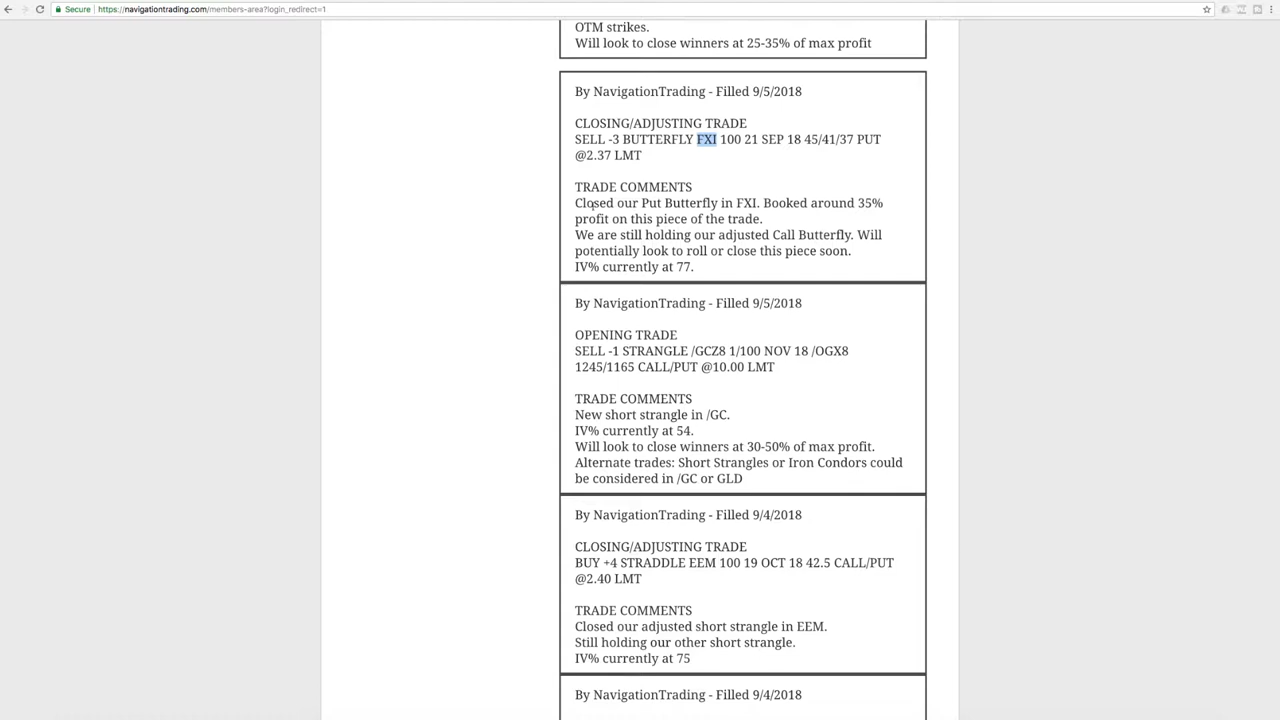 Secure
https://navigationtrading.com/members-area?login_redirect=1
OTM strikes.
Will look to close winners at 25-35% of max profit
By NavigationTrading - Filled 9/5/2018
CLOSING/ADJUSTING TRADE
SELL -3 BUTTERFLY FXI 100 21 SEP 18 45/41/37 PUT
@2.37 LMT
TRADE COMMENTS
Closed our Put Butterfly in FXI. Booked around 35%
profit on this piece of the trade.
We are still holding our adjusted Call Butterfly. Will
potentially look to roll or close this piece soon.
IV% currently at 77.
By NavigationTrading - Filled 9/5/2018
OPENING TRADE
SELL -1 STRANGLE /GCZ8 1/100 NOV 18 /OGX8
1245/1165 CALL/PUT @10.00 LMT
TRADE COMMENTS
New short strangle in /GC.
IV% currently at 54.
Will look to close winners at 30-50% of max profit.
Alternate trades: Short Strangles or Iron Condors could
be considered in /GC or GLD
By NavigationTrading - Filled 9/4/2018
CLOSING/ADJUSTING TRADE
BUY +4 STRADDLE EEM 100 19 OCT 18 42.5 CALL/PUT
@2.40 LMT
TRADE COMMENTS
Closed our adjusted short strangle in EEM.
Still holding our other short strangle.
IV% currently at 75
By NavigationTrading - Filled 9/4/2018